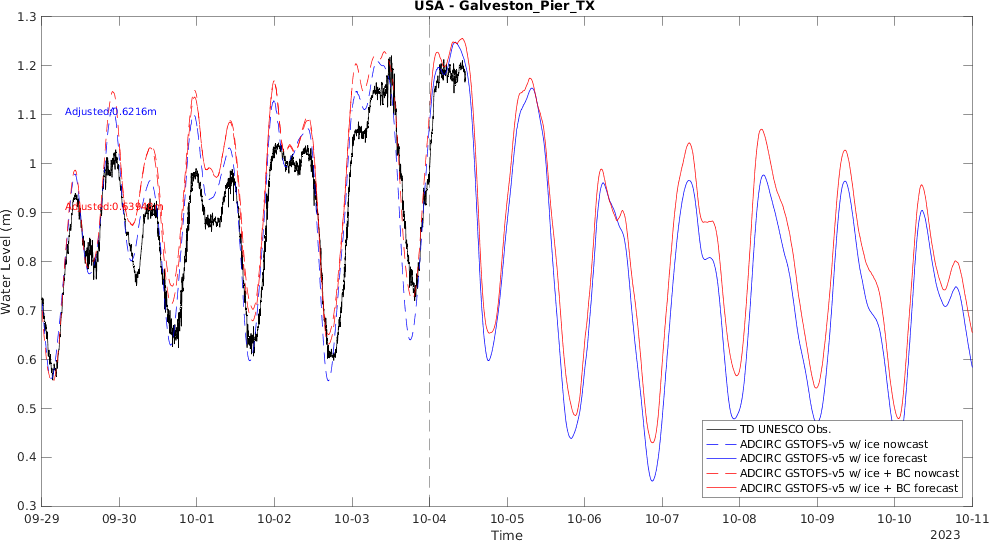 USA - Galveston_Pier_TX
1.3
1.2
1.1
1
0.9
0.8
0.7
0.6
0.5
0.4
0.3
Water Level (m)
Adjusted:0.6216m
TD UNESCO Obs.
ADCIRC GSTOFS-v5 w/ ice nowcast
ADCIRC GSTOFS-v5 w/ ice forecast
ADCIRC GSTOFS-v5 w/ ice + BC nowcast
ADCIRC GSTOFS-v5 w/ ice + BC forecast
09-29
09-30
10-01
10-02
10-03
10-04
10-05
10-06
10-07
10-08
10-09
10-10
10-11
Time
2023